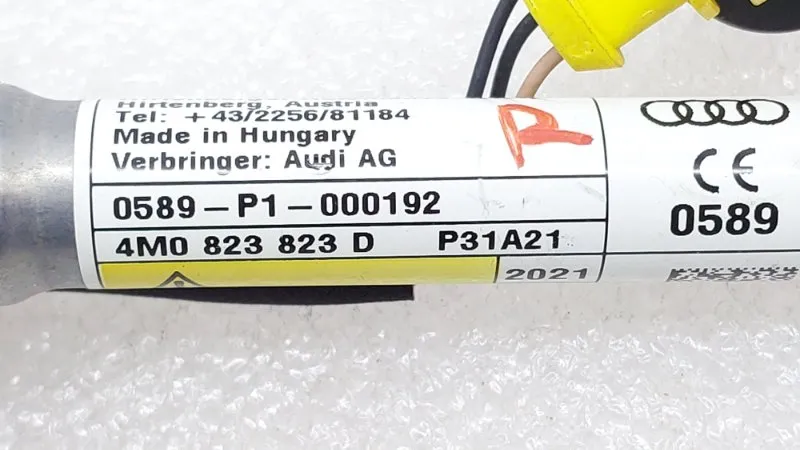 Hirtenberg, Austria
Tel: +43/2256/81184
Made in Hungary
Verbringer: Audi AG
0589-P1-000192
4M0 823 823 D P31A21
2021
P
CE
0589